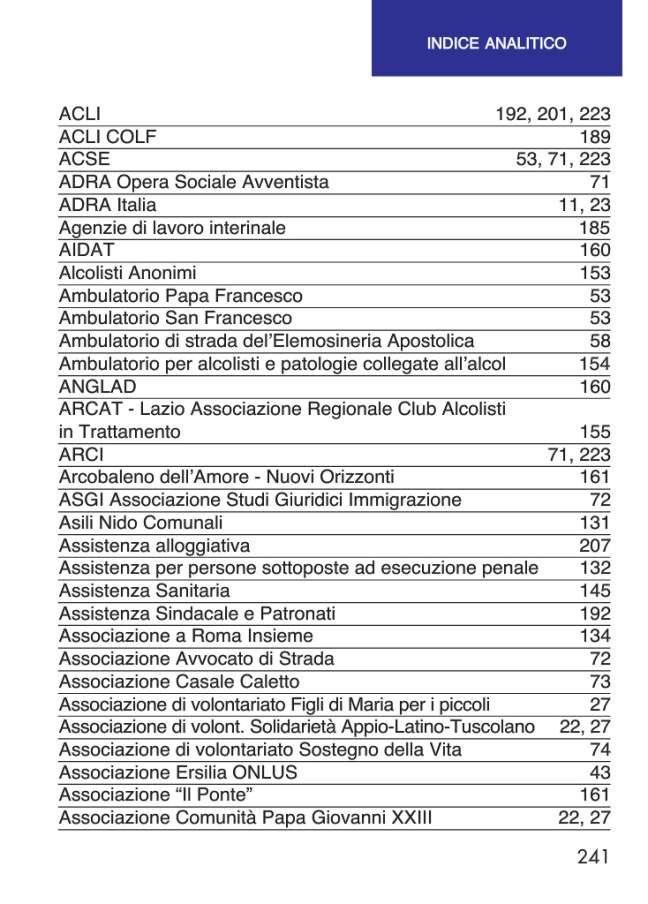 INDICE ANALITICO
ACLI 192, 201, 223
ACLI COLF 189
ACSE 53, 71, 223
ADRA Opera Sociale Avventista 71
ADRA Italia 11, 23
Agenzie di lavoro interinale 185
AIDAT 160
Alcolisti Anonimi 153
Ambulatorio Papa Francesco 53
Ambulatorio San Francesco 53
Ambulatorio di strada del’Elemosineria Apostolica 58
Ambulatorio per alcolisti e patologie collegate all’alcol 154
ANGLAD 160
ARCAT - Lazio Associazione Regionale Club Alcolisti
in Trattamento 155
ARCI 71, 223
Arcobaleno dell’Amore - Nuovi Orizzonti 161
ASGI Associazione Studi Giuridici Immigrazione 72
Asili Nido Comunali 131
Assistenza alloggiativa 207
Assistenza per persone sottoposte ad esecuzione penale 132
Assistenza Sanitaria 145
Assistenza Sindacale e Patronati 192
Associazione a Roma Insieme 134
Associazione Avvocato di Strada 72
Associazione Casale Caletto 73
Associazione di volontariato Figli di Maria per i piccoli 27
Associazione di volont. Solidarietà Appio-Latino-Tuscolano 22, 27
Associazione di volontariato Sostegno della Vita 74
Associazione Ersilia ONLUS 43
Associazione “Il Ponte” 161
Associazione Comunità Papa Giovanni XXIII 22, 27
241